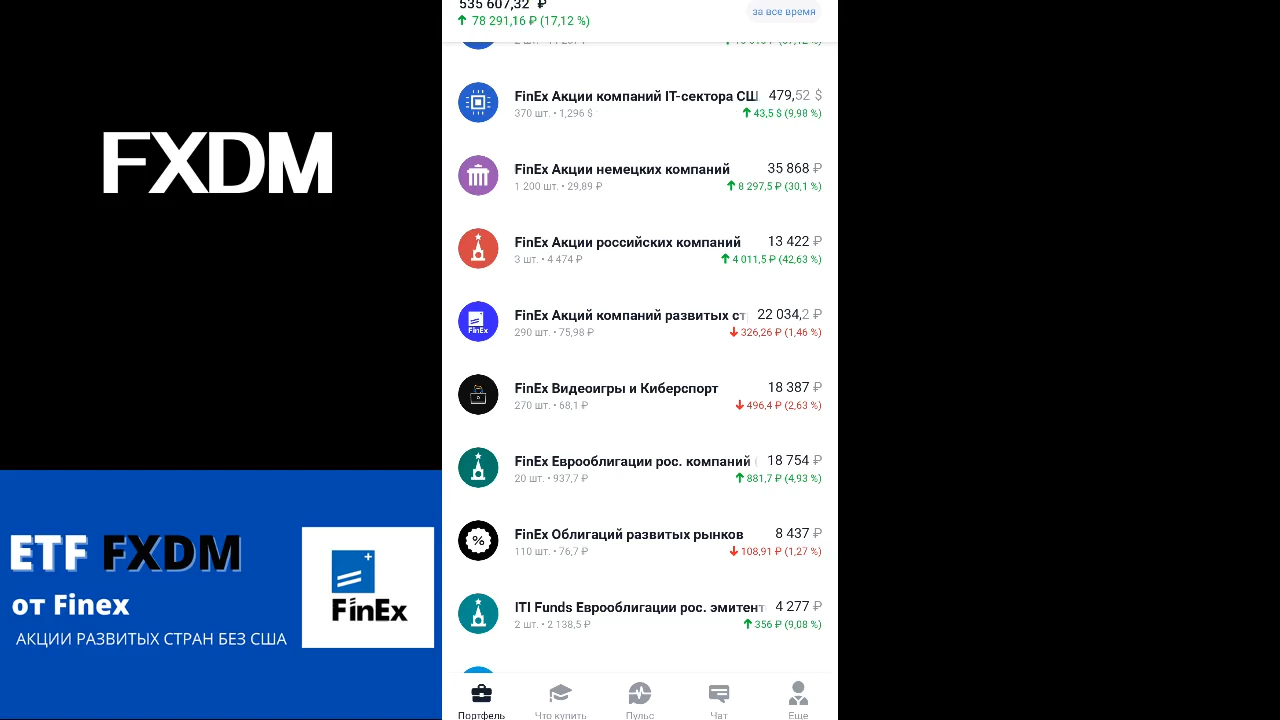 FXDM
ETF FXDM
от Finex
АКЦИИ РАЗВИТЫХ СТРАН БЕЗ США
FinEx
535 607,32 ₽
78 291,16 ₽ (17,12 %)
за все время
FinEx Акции компаний IT-сектора СШ
479,52 $
370 шт. • 1,296 $
43,5 $ (9,98 %)
FinEx Акции немецких компаний
35 868 ₽
1 200 шт. • 29,89 ₽
8 297,5 ₽ (30,1 %)
FinEx Акции российских компаний
13 422 ₽
3 шт. • 4 474 ₽
4 011,5 ₽ (42,63 %)
FinEx
FinEx Акций компаний развитых ст
22 034,2 ₽
290 шт. • 75,98 ₽
326,26 ₽ (1,46 %)
FinEx Видеоигры и Киберспорт
18 387 ₽
270 шт. • 68,1 ₽
496,4 ₽ (2,63 %)
FinEx Еврооблигации рос. компаний
18 754 ₽
20 шт. • 937,7 ₽
881,7 ₽ (4,93 %)
%
FinEx Облигаций развитых рынков
8 437 ₽
110 шт. • 76,7 ₽
108,91 ₽ (1,27 %)
ITI Funds Еврооблигации рос. эмитент
4 277 ₽
2 шт. • 2 138,5 ₽
356 ₽ (9,08 %)
Портфель
Что купить
Пульс
Чат
Еще